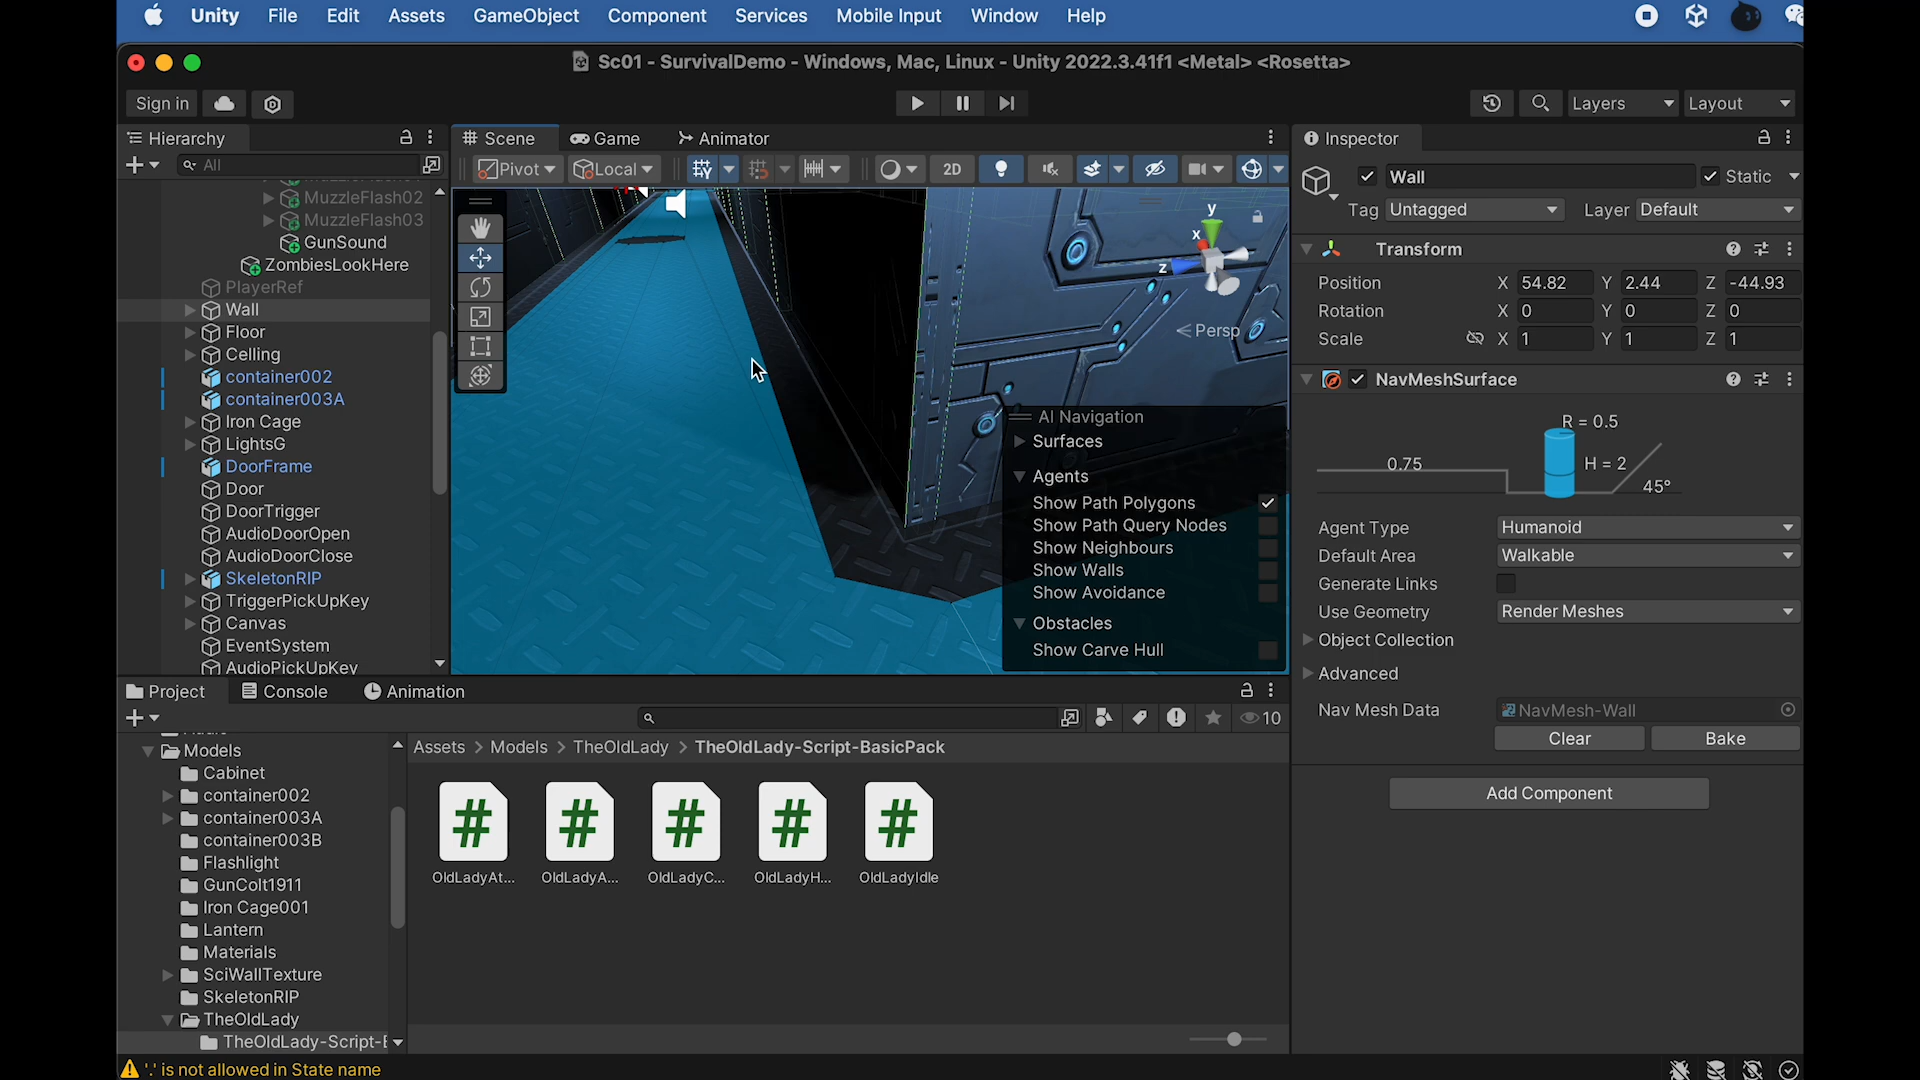 Unity File Edit Assets GameObject Component Services Mobile Input Window Help
Sc01 - SurvivalDemo - Windows, Mac, Linux - Unity 2022.3.41f1 <Metal> <Rosetta>
Sign in
Layers Layout
Hierarchy
All
MuzzleFlash02
MuzzleFlash03
GunSound
ZombiesLookHere
PlayerRef
Wall
Floor
Celling
container002
container003A
Iron Cage
LightsG
DoorFrame
Door
DoorTrigger
AudioDoorOpen
AudioDoorClose
SkeletonRIP
TriggerPickUpKey
Canvas
EventSystem
AudioPickUpKey
Scene Game Animator
Pivot Local 2D
y
x
z
Persp
AI Navigation
Surfaces
Agents
Show Path Polygons
Show Path Query Nodes
Show Neighbours
Show Walls
Show Avoidance
Obstacles
Show Carve Hull
Inspector
Wall Static
Tag Untagged Layer Default
Transform
Position X 54.82 Y 2.44 Z -44.93
Rotation X 0 Y 0 Z 0
Scale X 1 Y 1 Z 1
NavMeshSurface
R = 0.5
0.75 H = 2
45°
Agent Type Humanoid
Default Area Walkable
Generate Links
Use Geometry Render Meshes
Object Collection
Advanced
Nav Mesh Data NavMesh-Wall
Clear Bake
Add Component
Project Console Animation
10
Models
Cabinet
container002
container003A
container003B
Flashlight
GunColt1911
Iron Cage001
Lantern
Materials
SciWallTexture
SkeletonRIP
TheOldLady
TheOldLady-Script-B
Assets > Models > TheOldLady > TheOldLady-Script-BasicPack
OldLadyAt... OldLadyA... OldLadyC... OldLadyH... OldLadyIdle
'.' is not allowed in State name